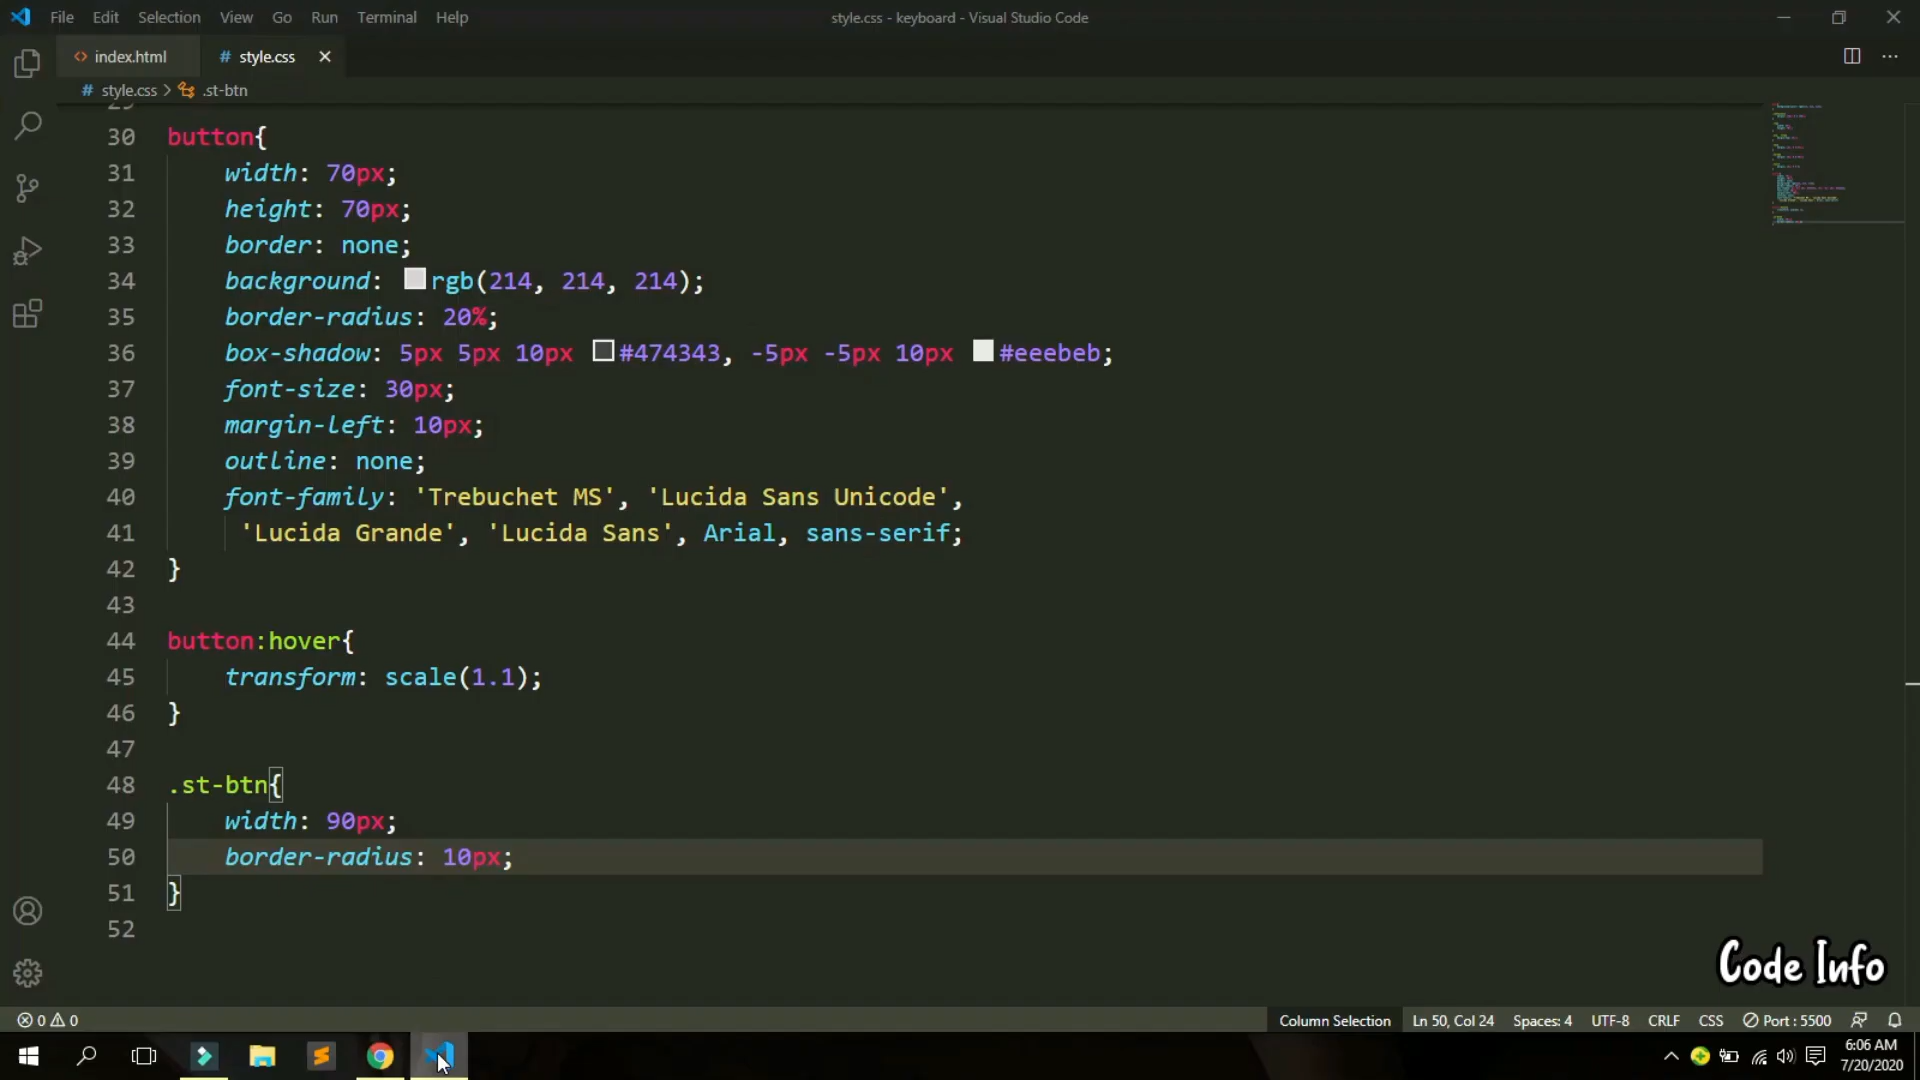 File Edit Selection View Go Run Terminal Help
style.css - keyboard - Visual Studio Code
index.html
# style.css
# style.css > .st-btn
29
30 button{
31 width: 70px;
32 height: 70px;
33 border: none;
34 background: rgb(214, 214, 214);
35 border-radius: 20%;
36 box-shadow: 5px 5px 10px #474343, -5px -5px 10px #eeebeb;
37 font-size: 30px;
38 margin-left: 10px;
39 outline: none;
40 font-family: 'Trebuchet MS', 'Lucida Sans Unicode',
41 'Lucida Grande', 'Lucida Sans', Arial, sans-serif;
42 }
43
44 button:hover{
45 transform: scale(1.1);
46 }
47
48 .st-btn{
49 width: 90px;
50 border-radius: 10px;
51 }
52
Code Info
0 0
Column Selection
Ln 50, Col 24
Spaces: 4
UTF-8
CRLF
CSS
Port : 5500
6:06 AM
7/20/2020